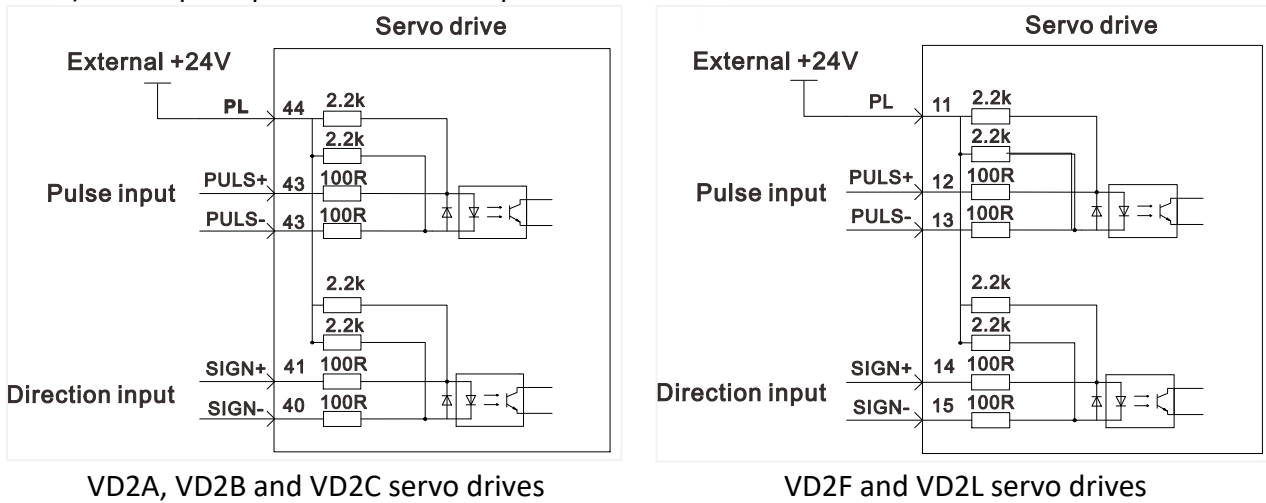 Servo drive
External +24V
PL 44 2.2k
2.2k
Pulse input
PULS+ 43 100R
PULS- 43 100R
2.2k
2.2k
Direction input
SIGN+ 41 100R
SIGN- 40 100R
VD2A, VD2B and VD2C servo drives
Servo drive
External +24V
PL 11 2.2k
2.2k
Pulse input
PULS+ 12 100R
PULS- 13 100R
2.2k
2.2k
Direction input
SIGN+ 14 100R
SIGN- 15 100R
VD2F and VD2L servo drives